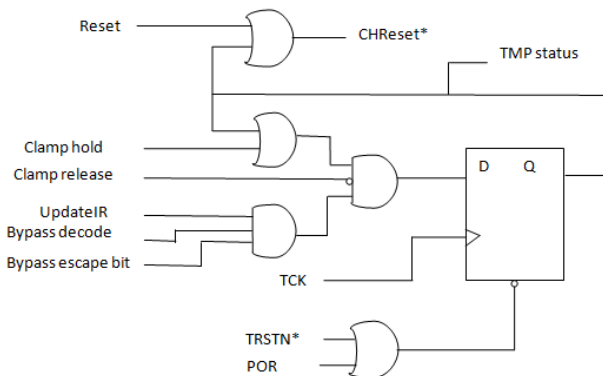 Reset
CHReset*
TMP status
Clamp hold
Clamp release
D Q
UpdateIR
Bypass decode
Bypass escape bit
TCK
TRSTN*
POR